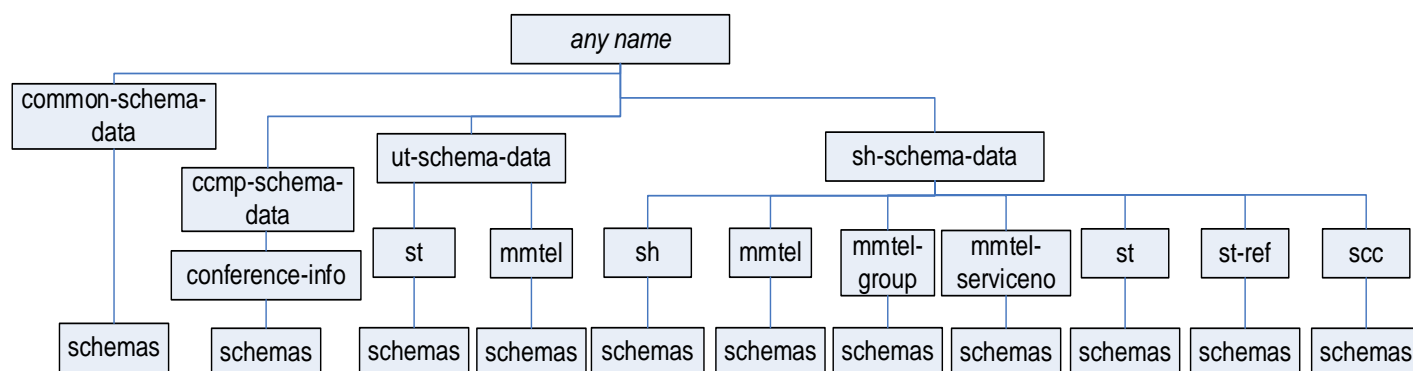 any name
common-schema-
data
ut-schema-data
sh-schema-data
ccmp-schema-
data
st
mmtel
sh
mmtel
mmtel-
group
mmtel-
serviceno
st
st-ref
scc
conference-info
schemas
schemas
schemas
schemas
schemas
schemas
schemas
schemas
schemas
schemas
schemas